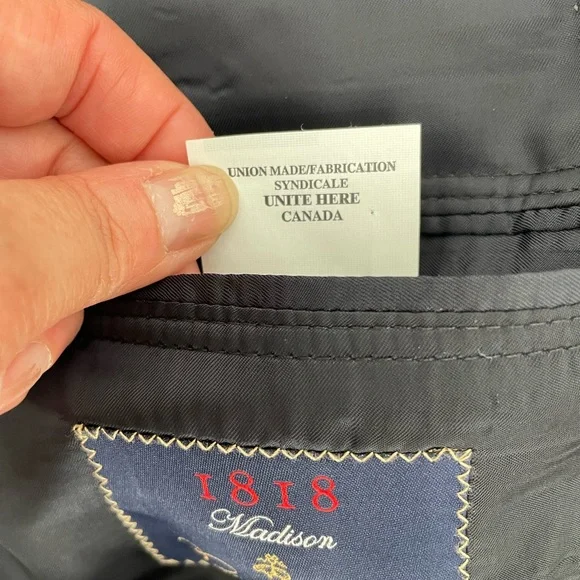 UNION MADE/FABRICATION
SYNDICALE
UNITE HERE
CANADA
1818
Madison